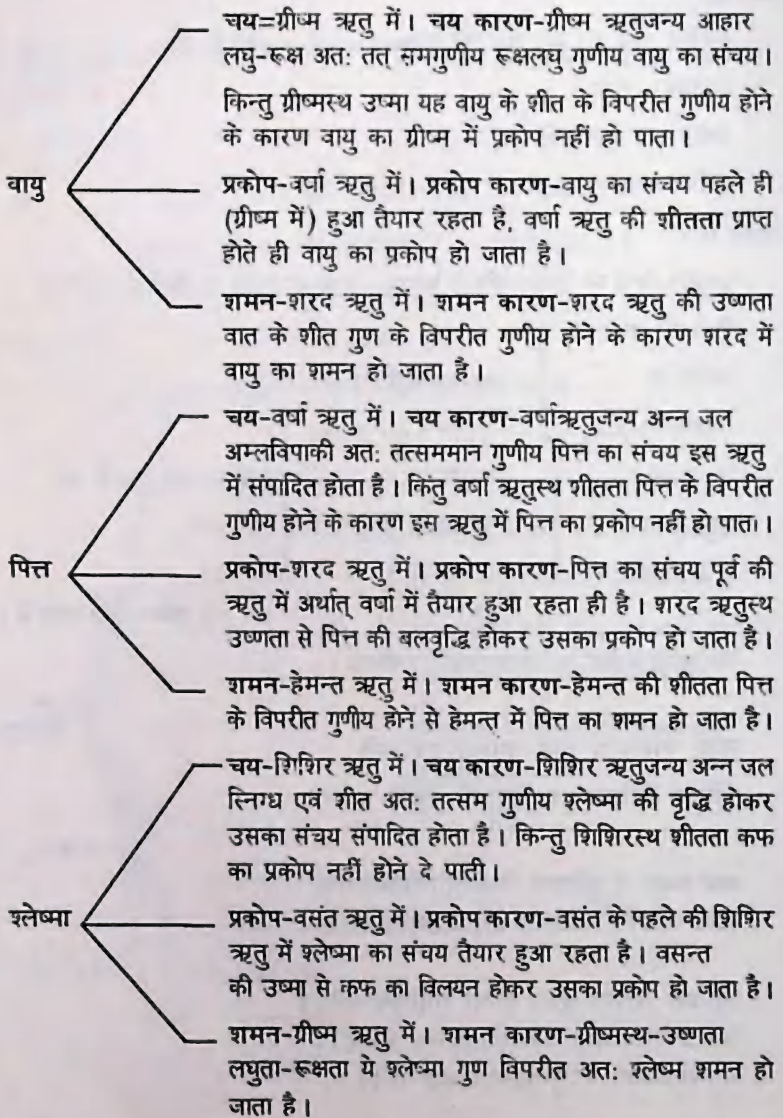 चय=ग्रीष्म ऋतु में। चय कारण-ग्रीष्म ऋतुजन्य आहार
लघु-रूक्ष अत: तत् समगुणीय रूक्षलघु गुणीय वायु का संचय।
किन्तु ग्रीष्मस्थ उष्मा यह वायु के शीत के विपरीत गुणीय होने
के कारण वायु का ग्रीष्म में प्रकोप नहीं हो पाता।
वायु
प्रकोप-वर्षा ऋतु में। प्रकोप कारण-वायु का संचय पहले ही
(ग्रीष्म में) हुआ तैयार रहता है, वर्षा ऋतु की शीतता प्राप्त
होते ही वायु का प्रकोप हो जाता है।
शमन-शरद ऋतु में। शमन कारण-शरद ऋतु की उष्णता
वात के शीत गुण के विपरीत गुणीय होने के कारण शरद में
वायु का शमन हो जाता है।
चय-वर्षा ऋतु में। चय कारण-वर्षाऋतुजन्य अन्न जल
अम्लविपाकी अत: तत्सममान गुणीय पित्त का संचय इस ऋतु
में संपादित होता है। किंतु वर्षा ऋतुस्थ शीतता पित्त के विपरीत
गुणीय होने के कारण इस ऋतु में पित्त का प्रकोप नहीं हो पाता।
पित्त
प्रकोप-शरद ऋतु में। प्रकोप कारण-पित्त का संचय पूर्व की
ऋतु में अर्थात् वर्षा में तैयार हुआ रहता ही है। शरद ऋतुस्थ
उष्णता से पित्त की बलवृद्धि होकर उसका प्रकोप हो जाता है।
शमन-हेमन्त ऋतु में। शमन कारण-हेमन्त की शीतता पित्त
के विपरीत गुणीय होने से हेमन्त में पित्त का शमन हो जाता है।
चय-शिशिर ऋतु में। चय कारण-शिशिर ऋतुजन्य अन्न जल
स्निग्ध एवं शीत अत: तत्सम गुणीय श्लेष्मा की वृद्धि होकर
उसका संचय संपादित होता है। किन्तु शिशिरस्थ शीतता कफ
का प्रकोप नहीं होने दे पाती।
श्लेष्मा
प्रकोप-वसंत ऋतु में। प्रकोप कारण-वसंत के पहले की शिशिर
ऋतु में श्लेष्मा का संचय तैयार हुआ रहता है। वसन्त
की उष्मा से कफ का विलयन होकर उसका प्रकोप हो जाता है।
शमन-ग्रीष्म ऋतु में। शमन कारण-ग्रीष्मस्थ-उष्णता
लघुता-रूक्षता ये श्लेष्मा गुण विपरीत अत: श्लेष्म शमन हो
जाता है।